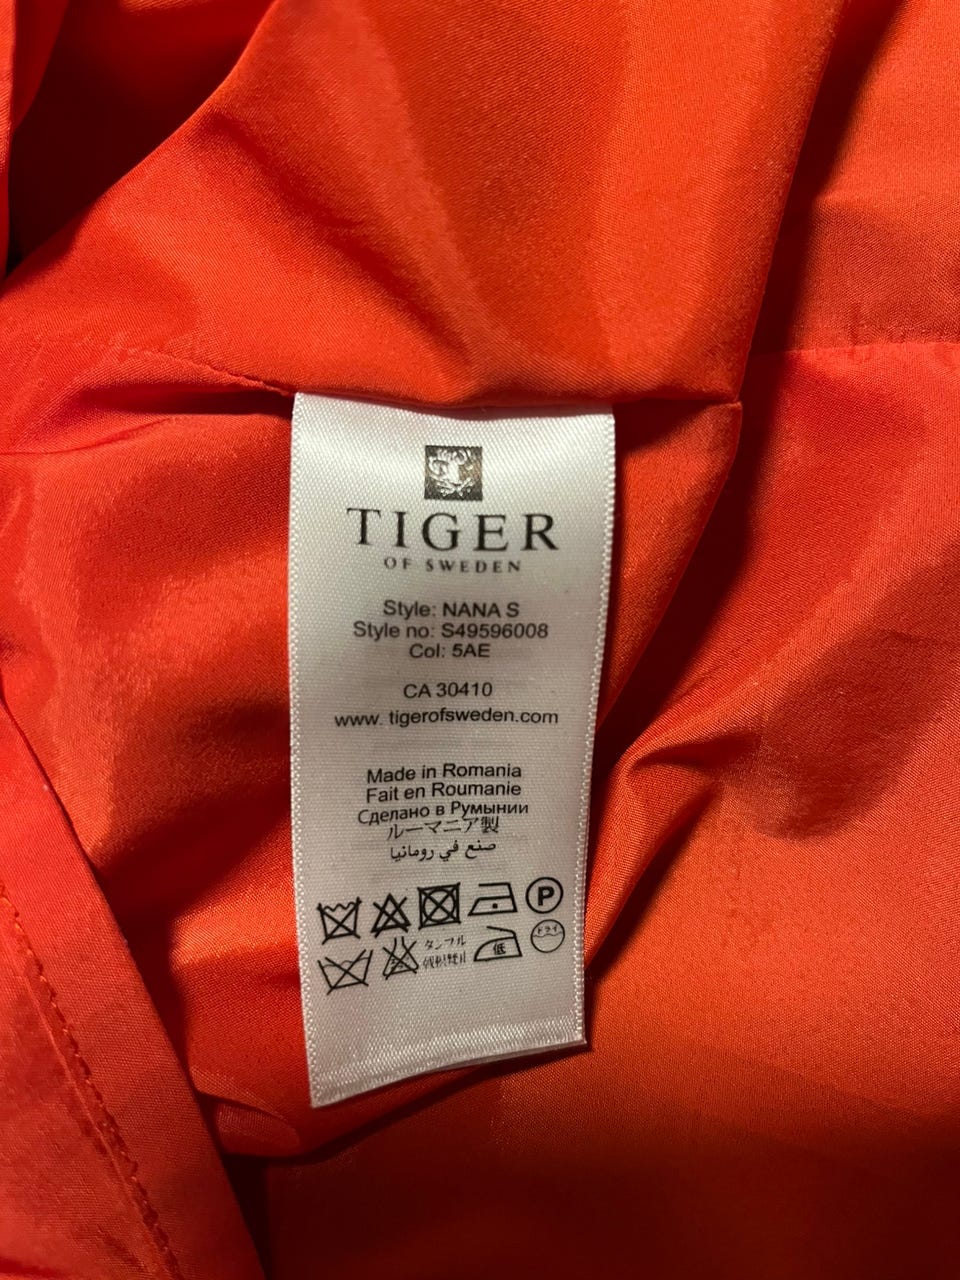 TIGER
OF SWEDEN
Style: NANA S
Style no: S49596008
Col: 5AE
CA 30410
www. tigerofsweden.com
Made in Romania
Fait en Roumanie
Сделано в Румынии
ルーマニア製
صنع في رومانيا
P
タンブル
低
ドライ